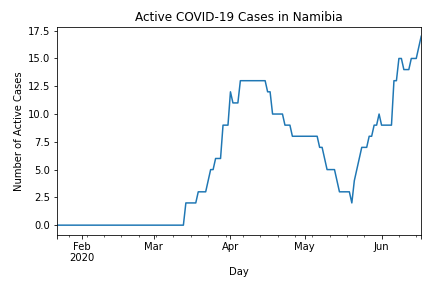 Active COVID-19 Cases in Namibia
17.5
15.0
12.5
10.0
7.5
5.0
2.5
0.0
Number of Active Cases
Feb Mar Apr May Jun
2020
Day